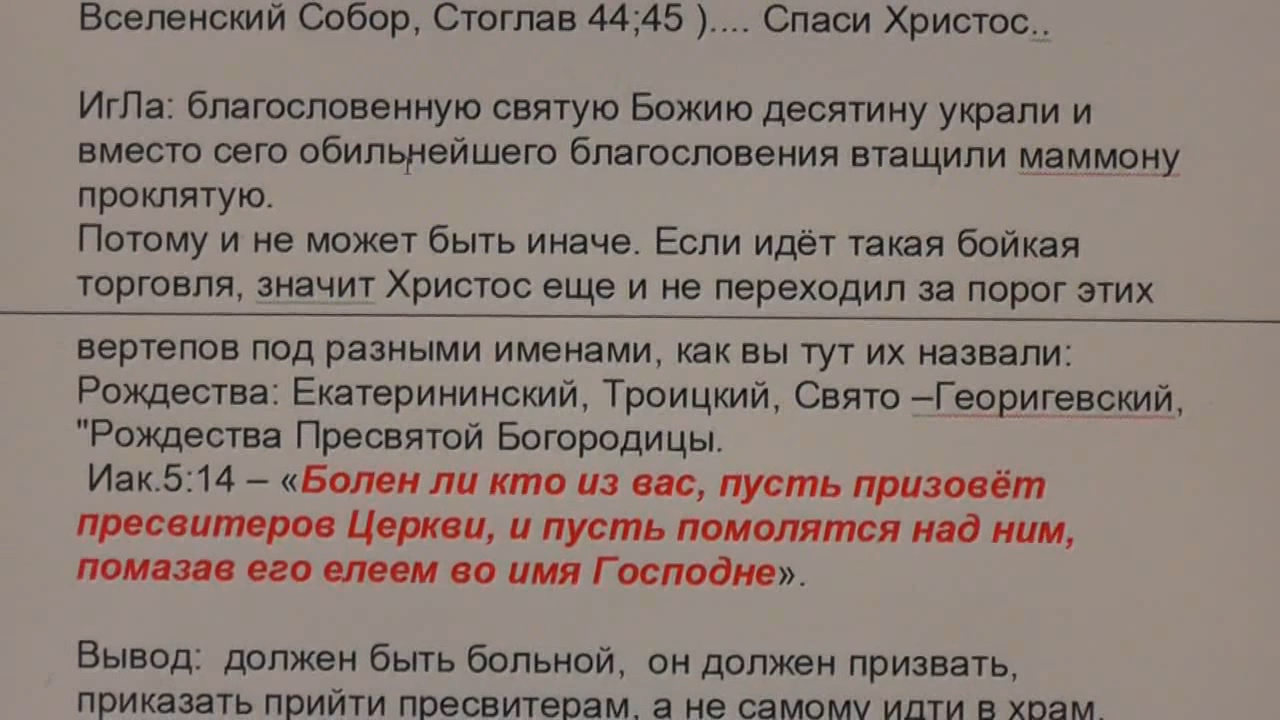 Вселенский Собор, Стоглав 44;45 ).... Спаси Христос..
ИгЛа: благословенную святую Божию десятину украли и
вместо сего обильнейшего благословения втащили маммону
проклятую.
Потому и не может быть иначе. Если идёт такая бойкая
торговля, значит Христос еще и не переходил за порог этих
вертепов под разными именами, как вы тут их назвали:
Рождества: Екатерининский, Троицкий, Свято –Георигевский,
"Рождества Пресвятой Богородицы.
Иак.5:14 – «Болен ли кто из вас, пусть призовёт
пресвитеров Церкви, и пусть помолятся над ним,
помазав его елеем во имя Господне».
Вывод: должен быть больной, он должен призвать,
приказать прийти пресвитерам, а не самому идти в храм.